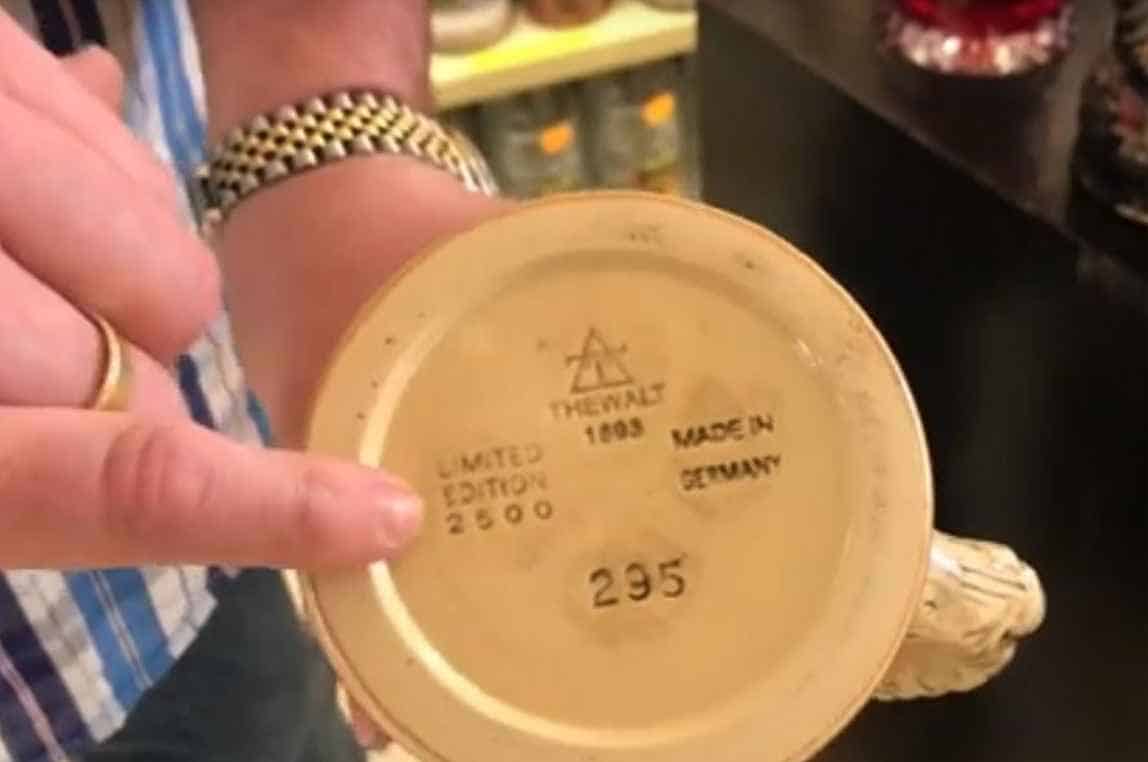 THEWALT
1893
MADE IN
GERMANY
LIMITED
EDITION
2500
295